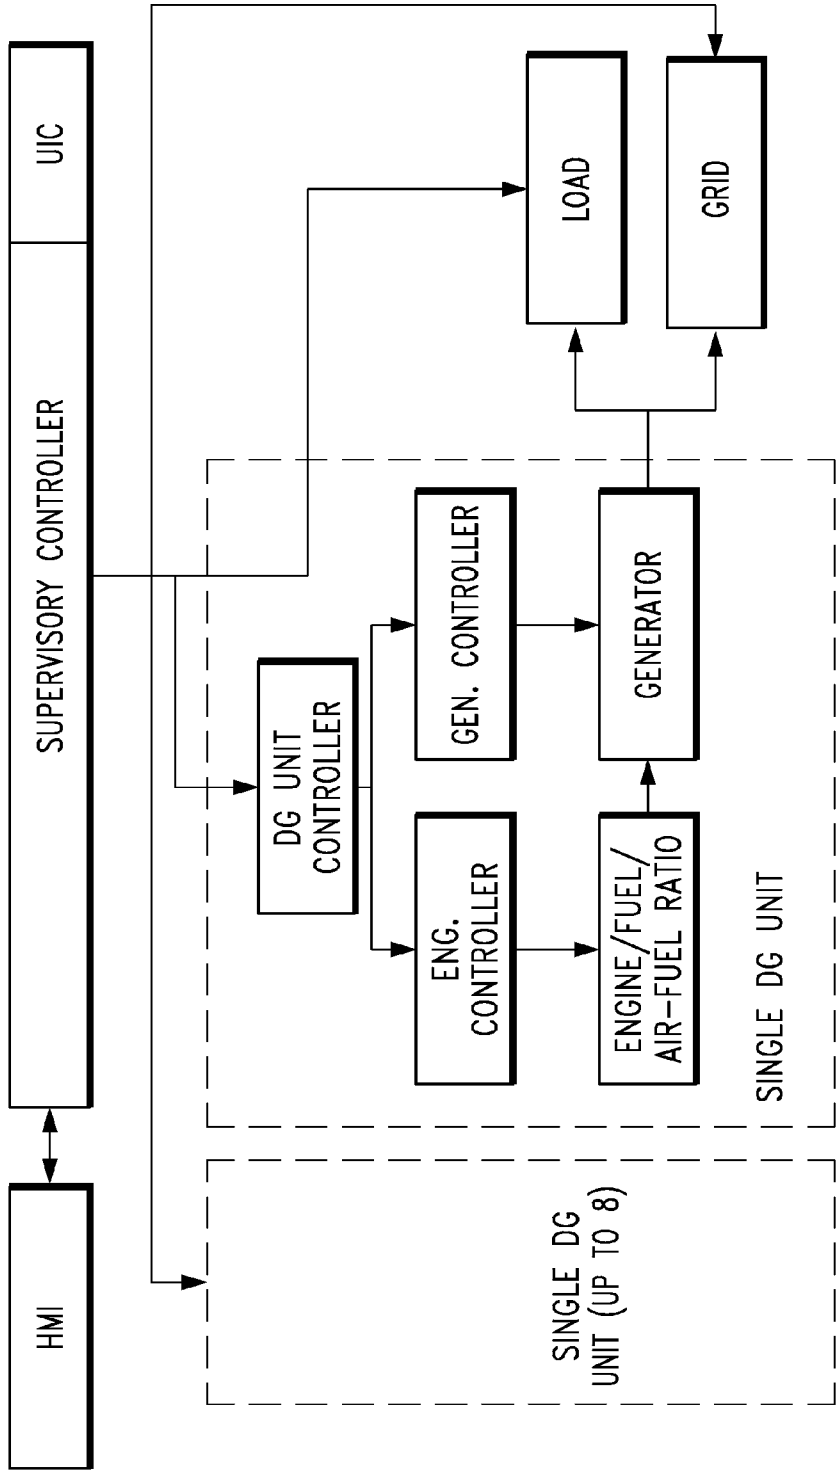 HMI
SUPERVISORY CONTROLLER
UIC
DG UNIT
CONTROLLER
ENG.
CONTROLLER
GEN. CONTROLLER
LOAD
ENGINE/FUEL/
AIR-FUEL RATIO
GENERATOR
GRID
SINGLE DG
UNIT (UP TO 8)
SINGLE DG UNIT